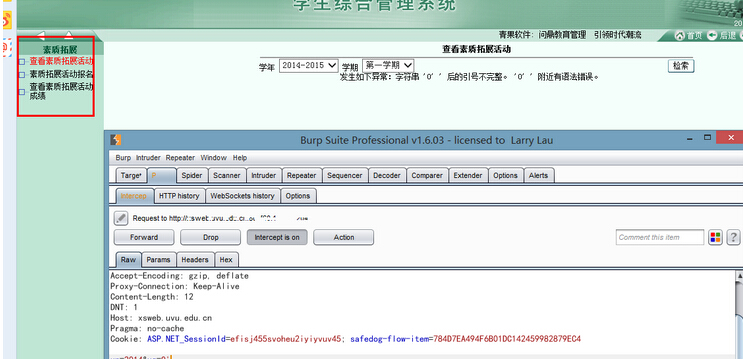 学生综合管理系统
青果软件: 问鼎教育管理 引领时代潮流 首页 后退
素质拓展
查看素质拓展活动
素质拓展活动报名
查看素质拓展活动
成绩
查看素质拓展活动
学年 2014-2015 学期 第一学期 检索
发生如下异常: 字符串 '0' ' 后的引号不完整。 '0' ' 附近有语法错误。
Burp Suite Professional v1.6.03 - licensed to Larry Lau
Burp Intruder Repeater Window Help
Target P Spider Scanner Intruder Repeater Sequencer Decoder Comparer Extender Options Alerts
Intercep HTTP history WebSockets history Options
Request to
Forward Drop Intercept is on Action Comment this item ?
Raw Params Headers Hex
Accept-Encoding: gzip, deflate
Proxy-Connection: Keep-Alive
Content-Length: 12
DNT: 1
Host: xsweb.uvu.edu.cn
Pragma: no-cache
Cookie: ASP.NET_SessionId=efisj455svoheu2iyiyvuv45; safedog-flow-item=784D7EA494F6B01DC142459982879EC4